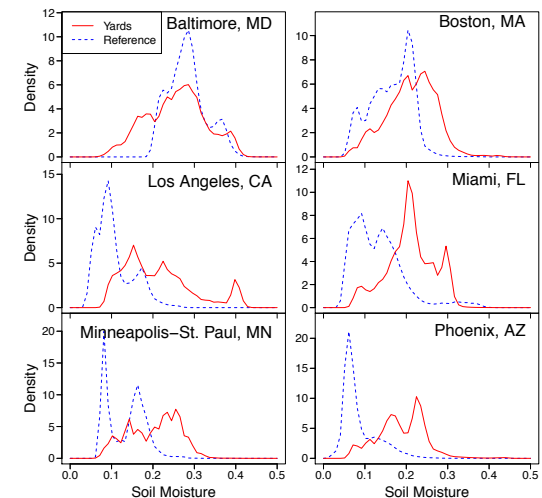 Yards
Reference
Baltimore, MD
Boston, MA
Density
0
2
4
6
8
10
12
0
2
4
6
8
10
Los Angeles, CA
Miami, FL
Density
0
5
10
15
0
2
4
6
8
10
12
Minneapolis−St. Paul, MN
Phoenix, AZ
Density
0
5
10
15
20
0
5
10
15
20
0.0 0.1 0.2 0.3 0.4 0.5
0.0 0.1 0.2 0.3 0.4 0.5
Soil Moisture
Soil Moisture